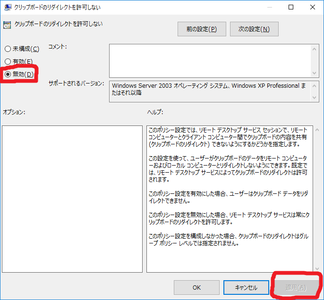 クリップボードのリダイレクトを許可しない
クリップボードのリダイレクトを許可しない
前の設定(P)
次の設定(N)
未構成(C)
コメント:
有効(E)
無効(D)
サポートされるバージョン:
Windows Server 2003 オペレーティング システム、Windows XP Professional ま
たはそれ以降
オプション:
ヘルプ:
このポリシー設定では、リモート デスクトップ サービス セッションで、リモート
コンピューターとクライアント コンピューター間でクリップボードの内容を共有
(クリップボードのリダイレクト) できないようにするかどうかを指定します。
この設定を使って、ユーザーがクリップボードのデータをリモート コンピュータ
ーおよびローカル コンピューターとリダイレクトしないようにできます。既定で
は、リモート デスクトップ サービスによってクリップボードのリダイレクトは許可
されます。
このポリシー設定を有効にした場合、ユーザーはクリップボード データをリダ
イレクトできません。
このポリシー設定を無効にした場合、リモート デスクトップ サービスは常にク
リップボードのリダイレクトを許可します。
このポリシー設定を構成しなかった場合、クリップボードのリダイレクトはグル
ープ ポリシー レベルでは指定されません。
OK
キャンセル
適用(A)